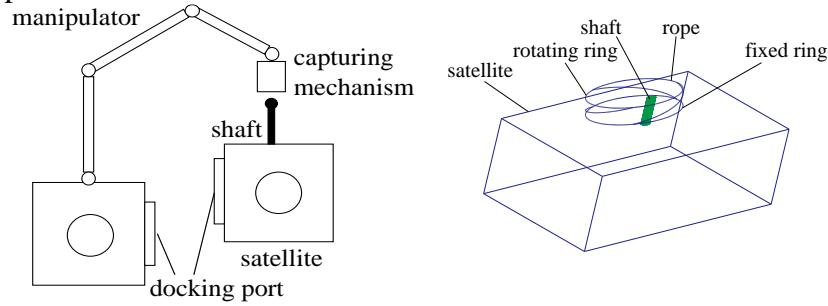 manipulator
capturing
mechanism
shaft
satellite
docking port
shaft
rope
rotating ring
fixed ring
satellite